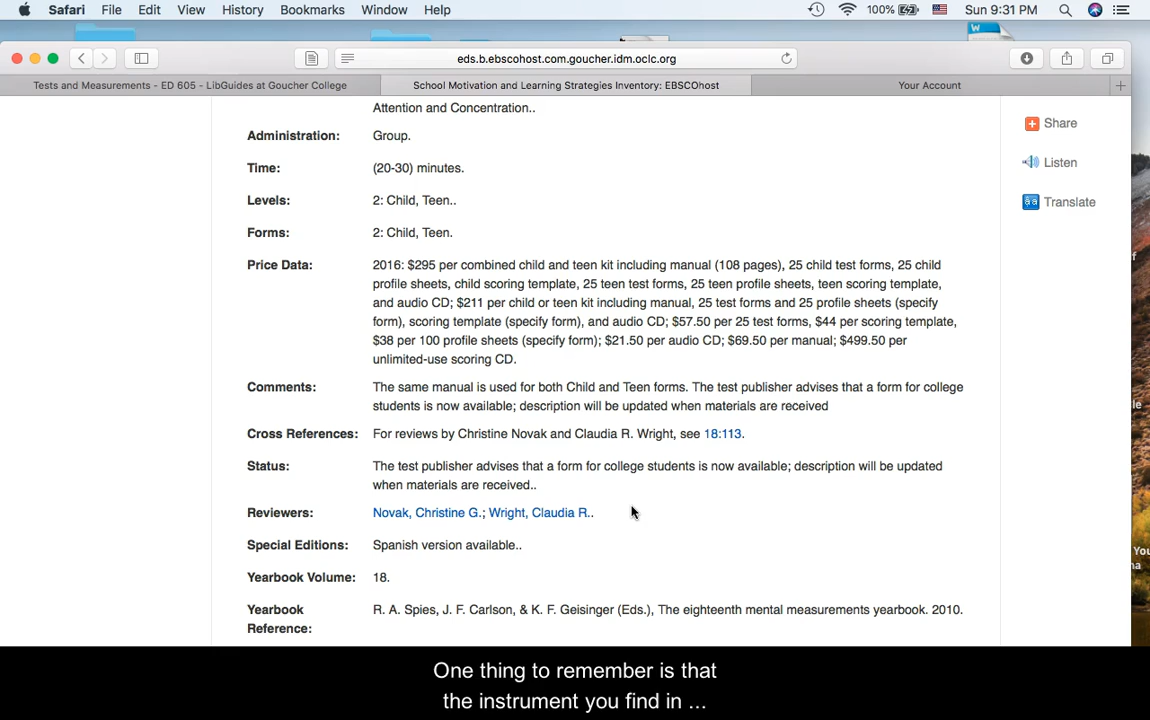 Safari File Edit View History Bookmarks Window Help 100% Sun 9:31 PM
W
eds.b.ebscohost.com.goucher.idm.oclc.org
Tests and Measurements - ED 605 - LibGuides at Goucher College School Motivation and Learning Strategies Inventory: EBSCOhost Your Account
Attention and Concentration..
Share
Administration: Group.
Listen
Time: (20-30) minutes.
Levels: 2: Child, Teen..
Translate
Forms: 2: Child, Teen.
Price Data: 2016: $295 per combined child and teen kit including manual (108 pages), 25 child test forms, 25 child
profile sheets, child scoring template, 25 teen test forms, 25 teen profile sheets, teen scoring template,
and audio CD; $211 per child or teen kit including manual, 25 test forms and 25 profile sheets (specify
form), scoring template (specify form), and audio CD; $57.50 per 25 test forms, $44 per scoring template,
$38 per 100 profile sheets (specify form); $21.50 per audio CD; $69.50 per manual; $499.50 per
unlimited-use scoring CD.
Comments: The same manual is used for both Child and Teen forms. The test publisher advises that a form for college
students is now available; description will be updated when materials are received
Cross References: For reviews by Christine Novak and Claudia R. Wright, see 18:113.
Status: The test publisher advises that a form for college students is now available; description will be updated
when materials are received..
Reviewers: Novak, Christine G.; Wright, Claudia R..
Special Editions: Spanish version available..
Yearbook Volume: 18.
Yearbook R. A. Spies, J. F. Carlson, & K. F. Geisinger (Eds.), The eighteenth mental measurements yearbook. 2010.
Reference:
One thing to remember is that
the instrument you find in ...